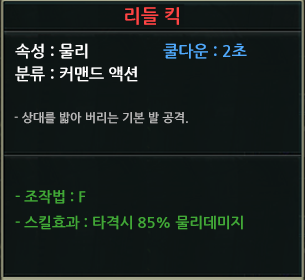 리들 킥
속성 : 물리 쿨다운 : 2초
분류 : 커맨드 액션
- 상대를 밟아 버리는 기본 발 공격.
- 조작법 : F
- 스킬효과 : 타격시 85% 물리데미지